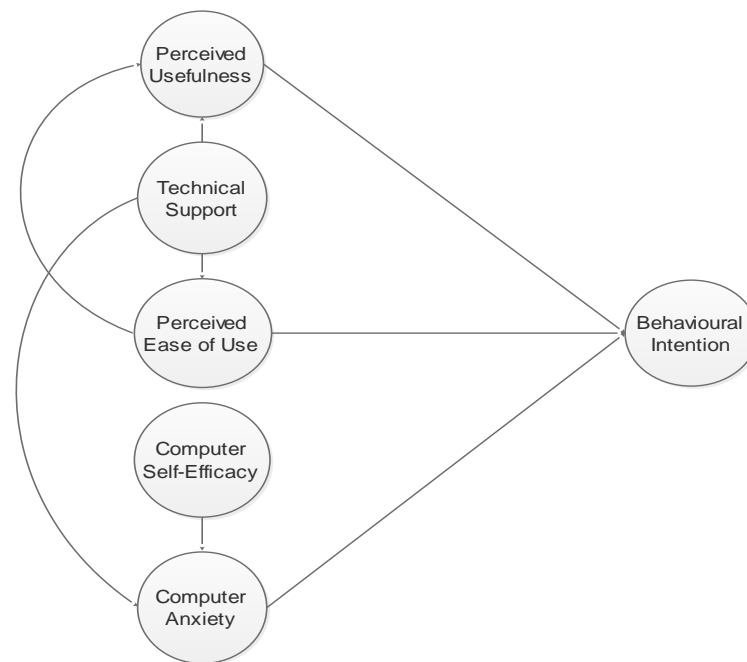 Perceived
Usefulness
Technical
Support
Perceived
Ease of Use
Behavioural
Intention
Computer
Self-Efficacy
Computer
Anxiety